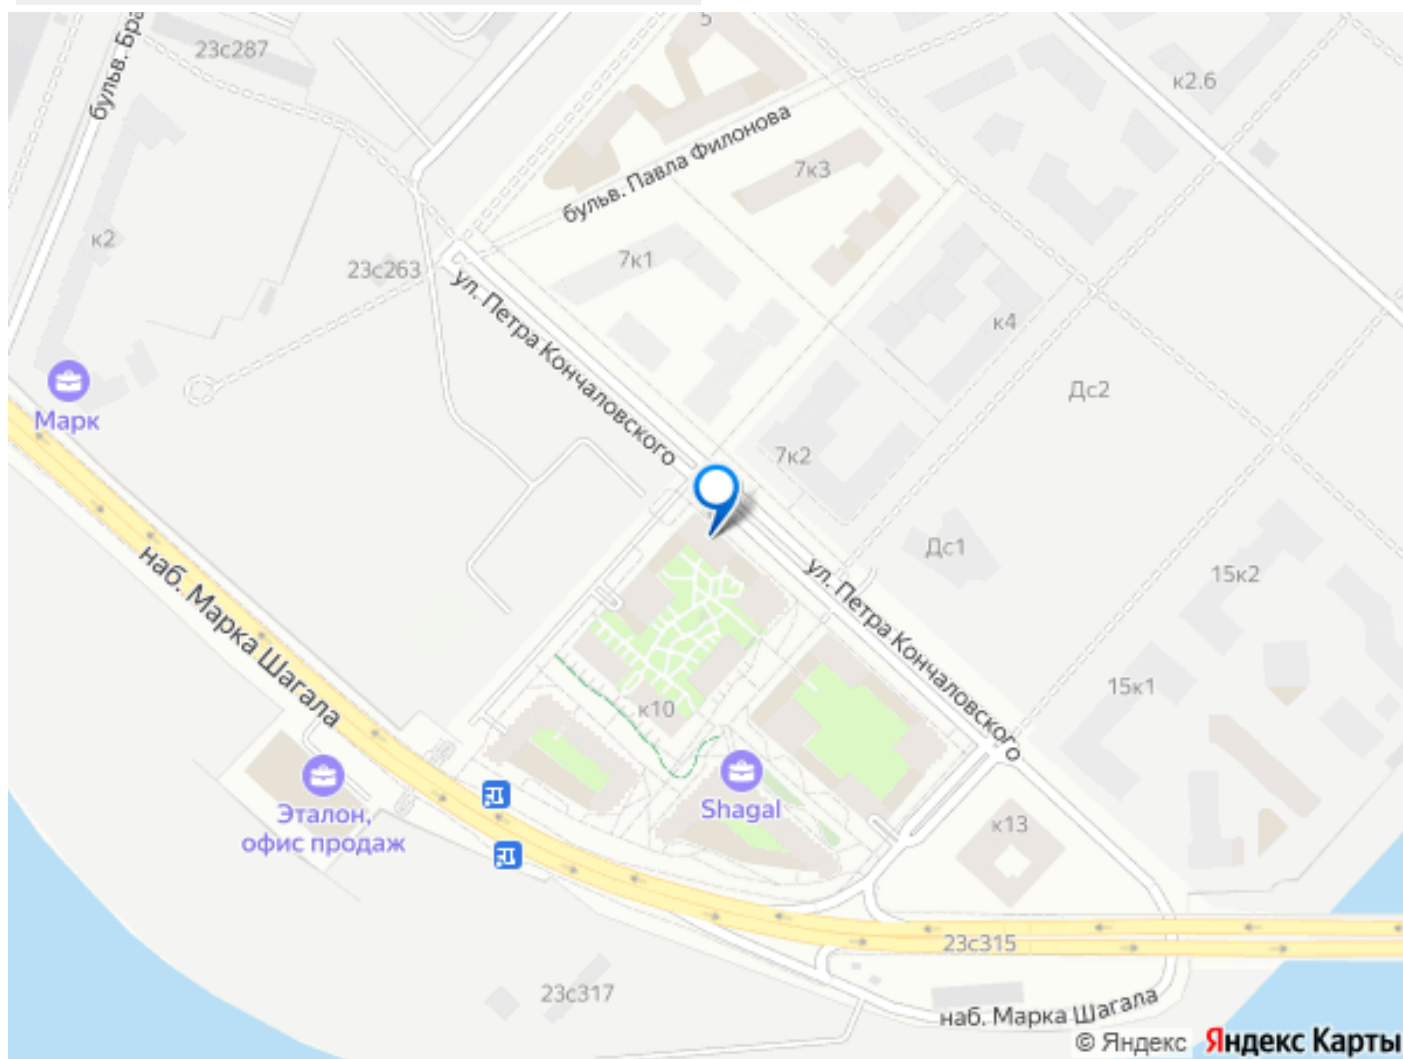 5
23с287
бульв. Бра
к2.6
бульв. Павла Филонова
7к3
к2
23с263
7к1
ул. Петра Кончаловского
к4
Дс2
Марк
7к2
Дс1
15к2
наб. Марка Шагала
ул. Петра Кончаловского
15к1
к10
Shagal
Эталон,
офис продаж
к13
23с315
23с317
наб. Марка Шагала
© Яндекс Яндекс Карты